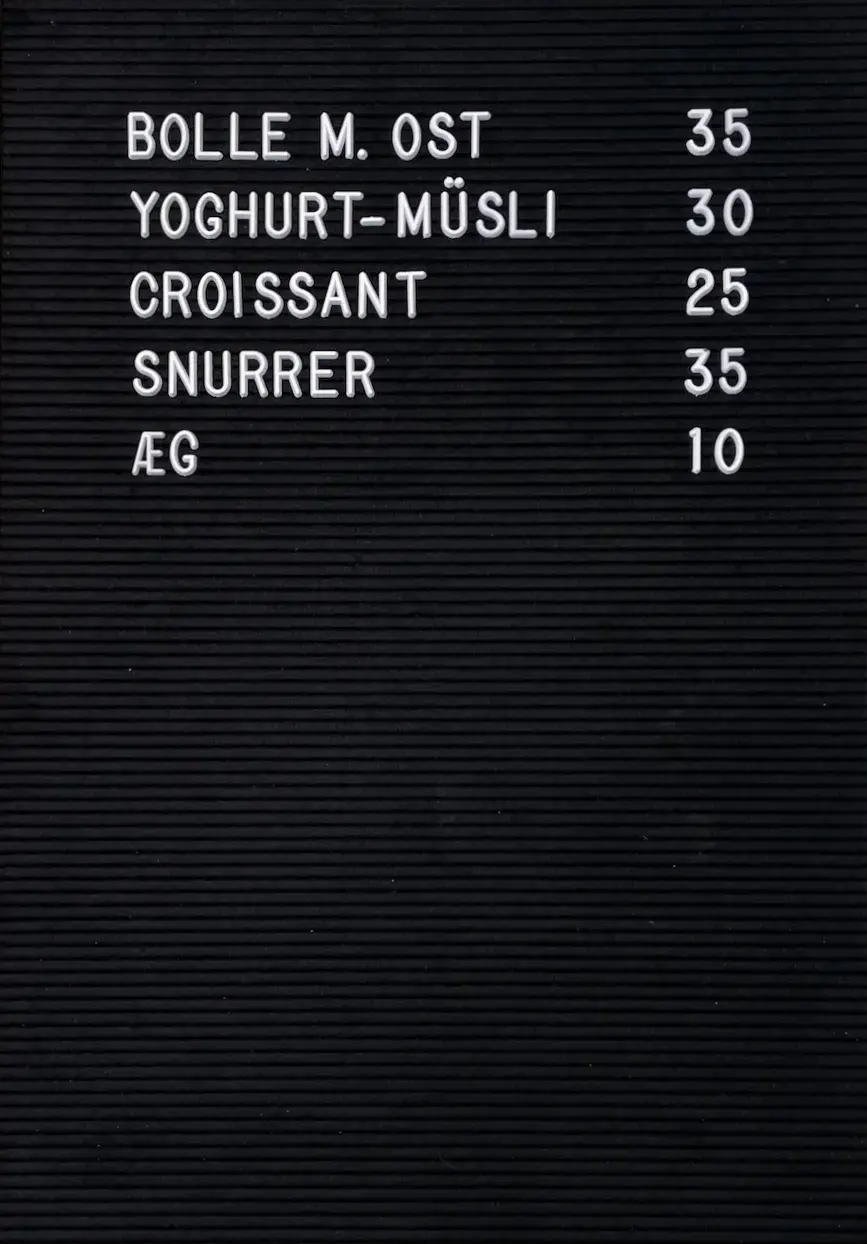 BOLLE M. OST 35
YOGHURT-MÜSLI 30
CROISSANT 25
SNURRER 35
ÆG 10